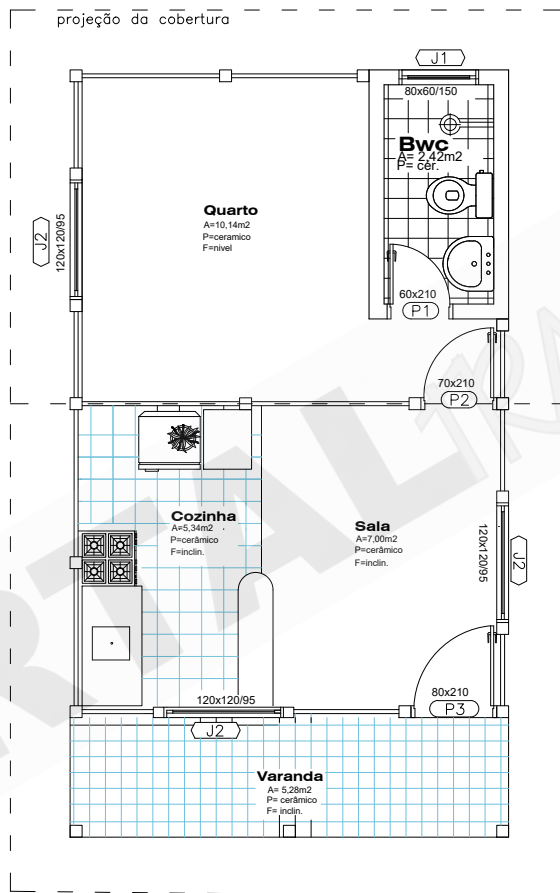 projeção da cobertura
J1
80x60/150
Bwc
A= 2,42m2
P= cer.
Quarto
A=10,14m2
P=ceramico
F=nivel
J2
120x120/95
60x210
P1
70x210
P2
Cozinha
A=5,34m2
P=cerâmico
F=inclin.
Sala
A=7,00m2
P=cerâmico
F=inclin.
120x120/95
J2
80x210
P3
120x120/95
J2
Varanda
A= 5,28m2
P= cerâmico
F= inclin.